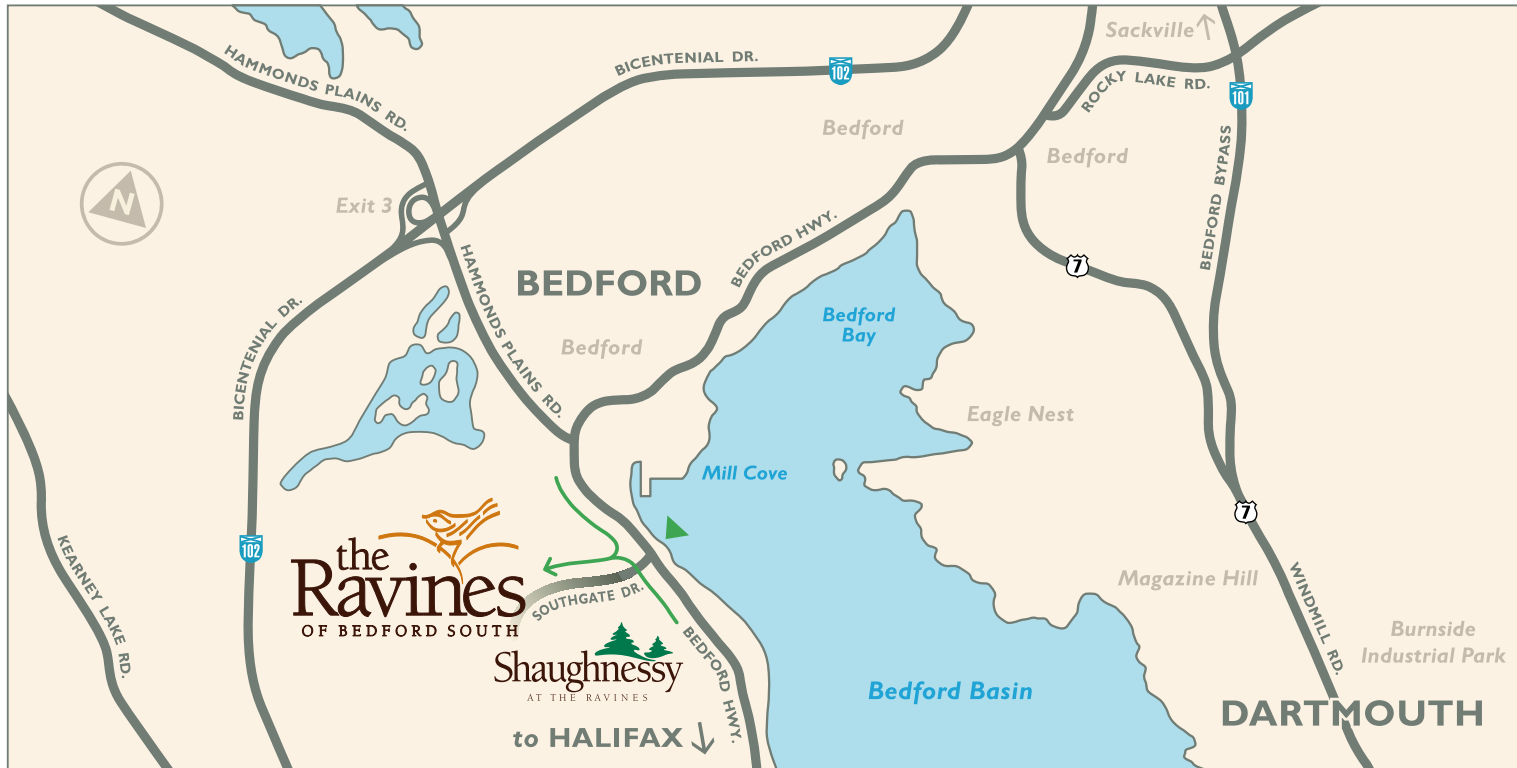 Sackville
HAMMONDS PLAINS RD.
BICENTENIAL DR.
102
ROCKY LAKE RD.
101
Bedford
Bedford
BEDFORD BYPASS
N
Exit 3
BEDFORD HWY.
7
HAMMONDS PLAINS RD.
BEDFORD
Bedford
Bay
BICENTENIAL DR.
Bedford
Eagle Nest
Mill Cove
7
102
KEARNEY LAKE RD.
the
Ravines
OF BEDFORD SOUTH
SOUTHGATE DR.
Magazine Hill
WINDMILL RD.
Burnside
Industrial Park
Shaughnessy
AT THE RAVINES
BEDFORD HWY.
Bedford Basin
DARTMOUTH
to HALIFAX